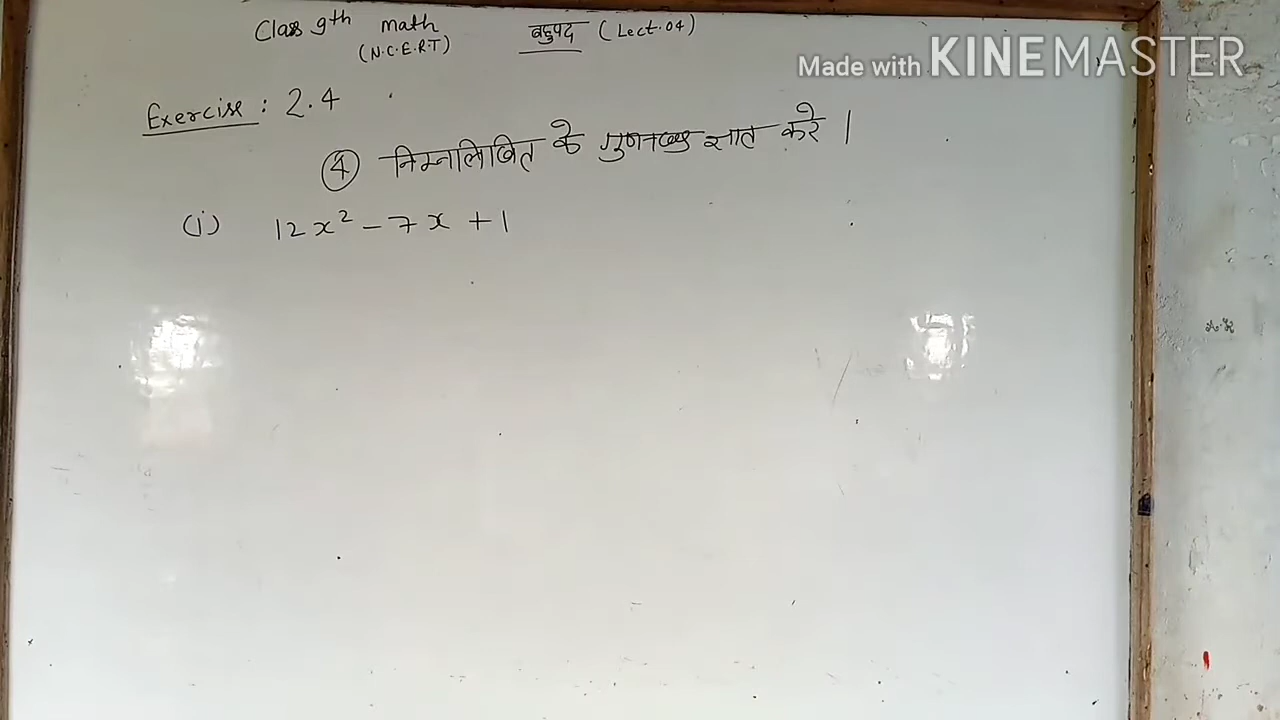 Class 9th math बहुपद (Lect.04)
(N.C.E.R.T)
Made with KINEMASTER
Exercise : 2.4
④ निम्नलिखित के गुणनखण्ड ज्ञात करे |
(i) 12x² - 7x + 1